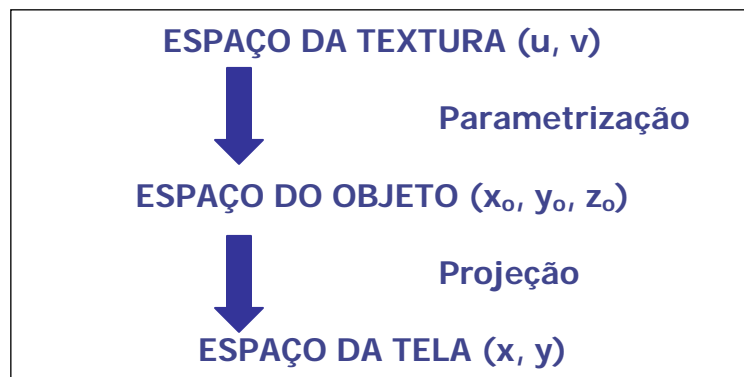 ESPAÇO DA TEXTURA (u, v)
Parametrização
ESPAÇO DO OBJETO (xₒ, yₒ, zₒ)
Projeção
ESPAÇO DA TELA (x, y)